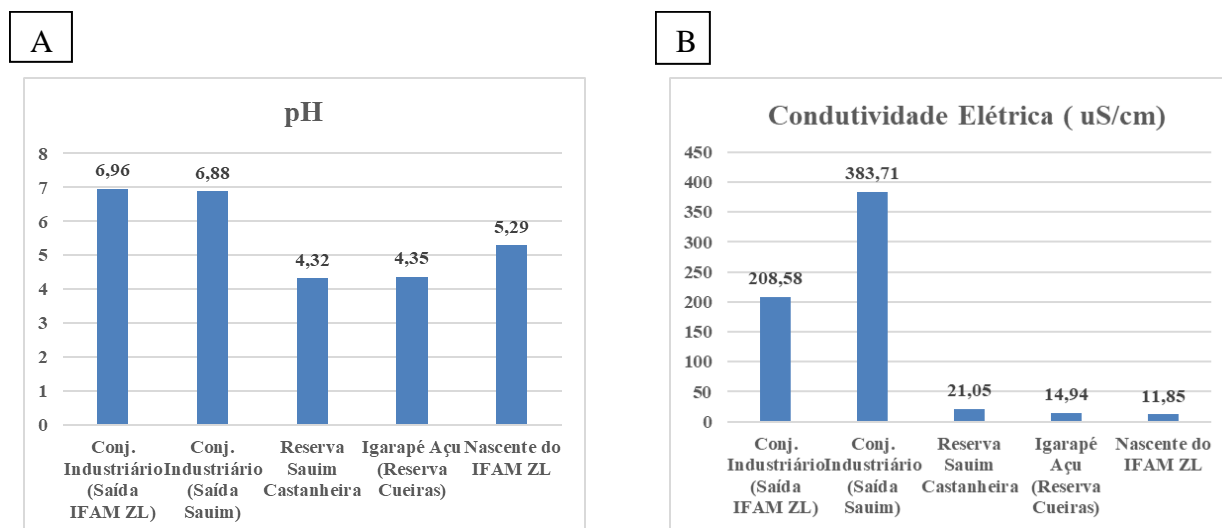 A
pH
8
7
6
5
4
3
2
1
0
6,96
6,88
4,32
4,35
5,29
Conj.
Industriário
(Saída
IFAM ZL)
Conj.
Industriário
(Saída
Sauim)
Reserva
Sauim
Castanheira
Igarapé Açu
(Reserva
Cueiras)
Nascente do
IFAM ZL
B
Condutividade Elétrica ( uS/cm)
450
400
350
300
250
200
150
100
50
0
208,58
383,71
21,05
14,94
11,85
Conj.
Industriário
(Saída
IFAM ZL)
Conj.
Industriário
(Saída
Sauim)
Reserva
Sauim
Castanheira
Igarapé
Açu
(Reserva
Cueiras)
Nascente do
IFAM ZL